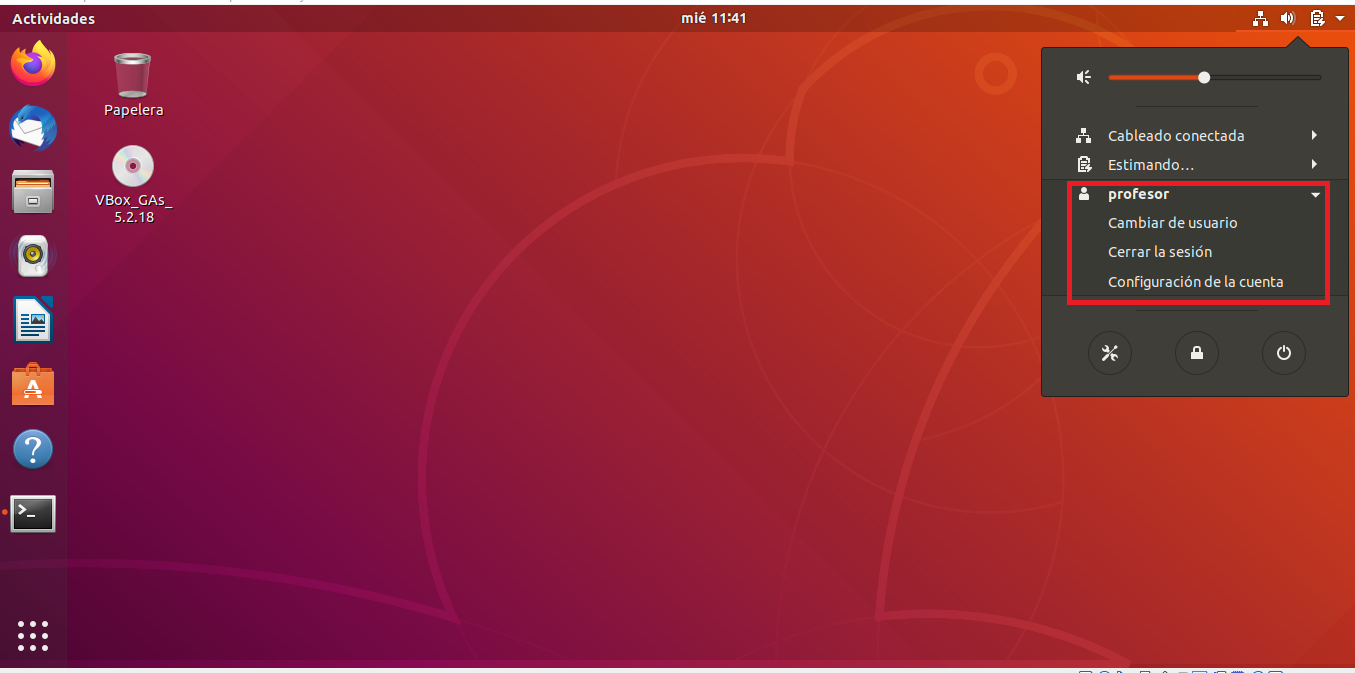 Actividades
mié 11:41
Papelera
VBox_GAs_
5.2.18
Cableado conectada
Estimando...
profesor
Cambiar de usuario
Cerrar la sesión
Configuración de la cuenta